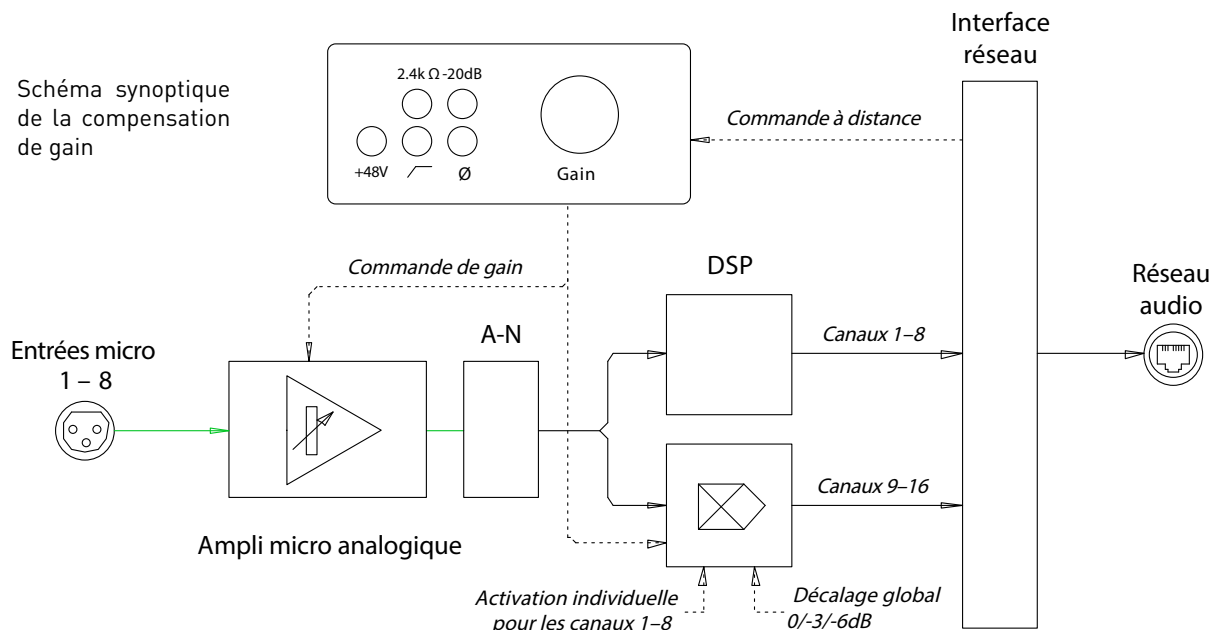 Interface
réseau
Schéma synoptique
de la compensation
de gain
2.4k Ω -20dB
+48V
Ø
Gain
Commande à distance
Commande de gain
DSP
Réseau
audio
A-N
Canaux 1–8
Entrées micro
1 – 8
Canaux 9–16
Ampli micro analogique
Activation individuelle
pour les canaux 1–8
Décalage global
0/-3/-6dB